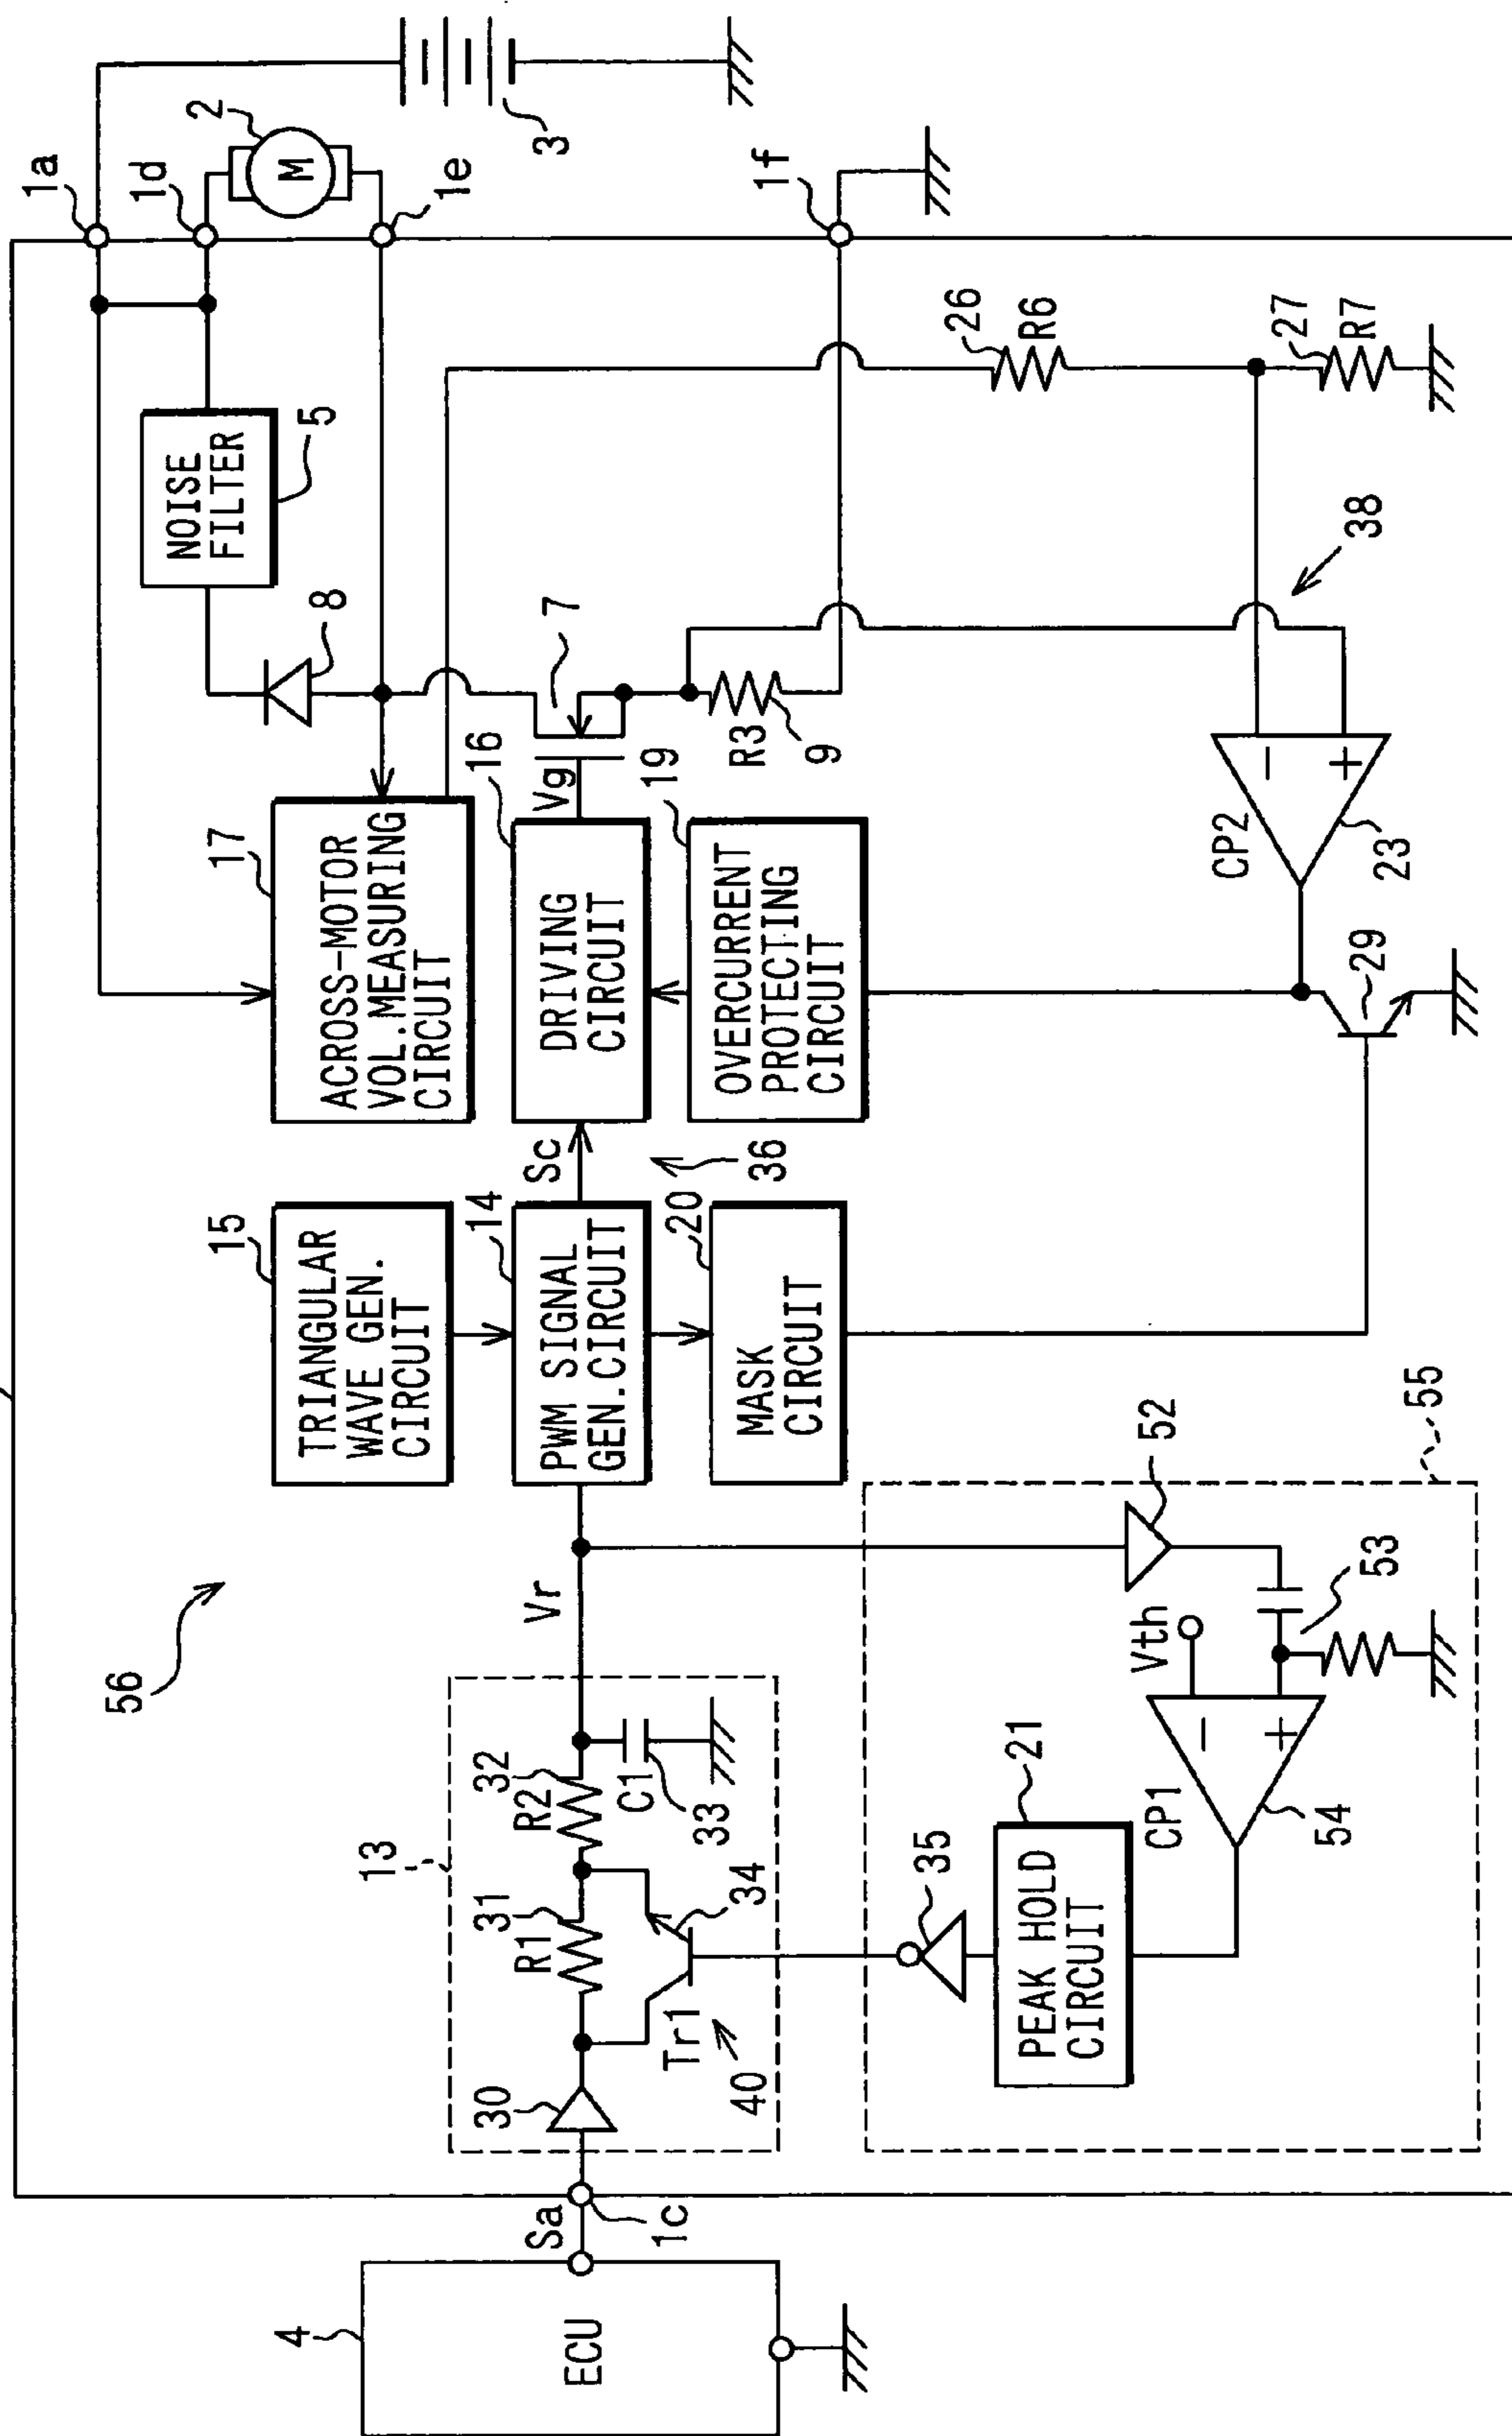 56
1a
1d
2
M
1e
3
1f
NOISE
FILTER
5
8
7
17
ACROSS-MOTOR
VOL.MEASURING
CIRCUIT
16
Vg
DRIVING
CIRCUIT
R3
9
19
OVERCURRENT
PROTECTING
CIRCUIT
26
R6
27
R7
38
CP2
−
+
23
29
15
TRIANGULAR
WAVE GEN.
CIRCUIT
14
PWM SIGNAL
GEN.CIRCUIT
Sc
36
20
MASK
CIRCUIT
Vr
13
30
31
R1
32
R2
C1
33
34
Tr1
40
55
52
53
Vth
CP1
−
+
54
21
PEAK HOLD
CIRCUIT
35
Sa
1c
4
ECU